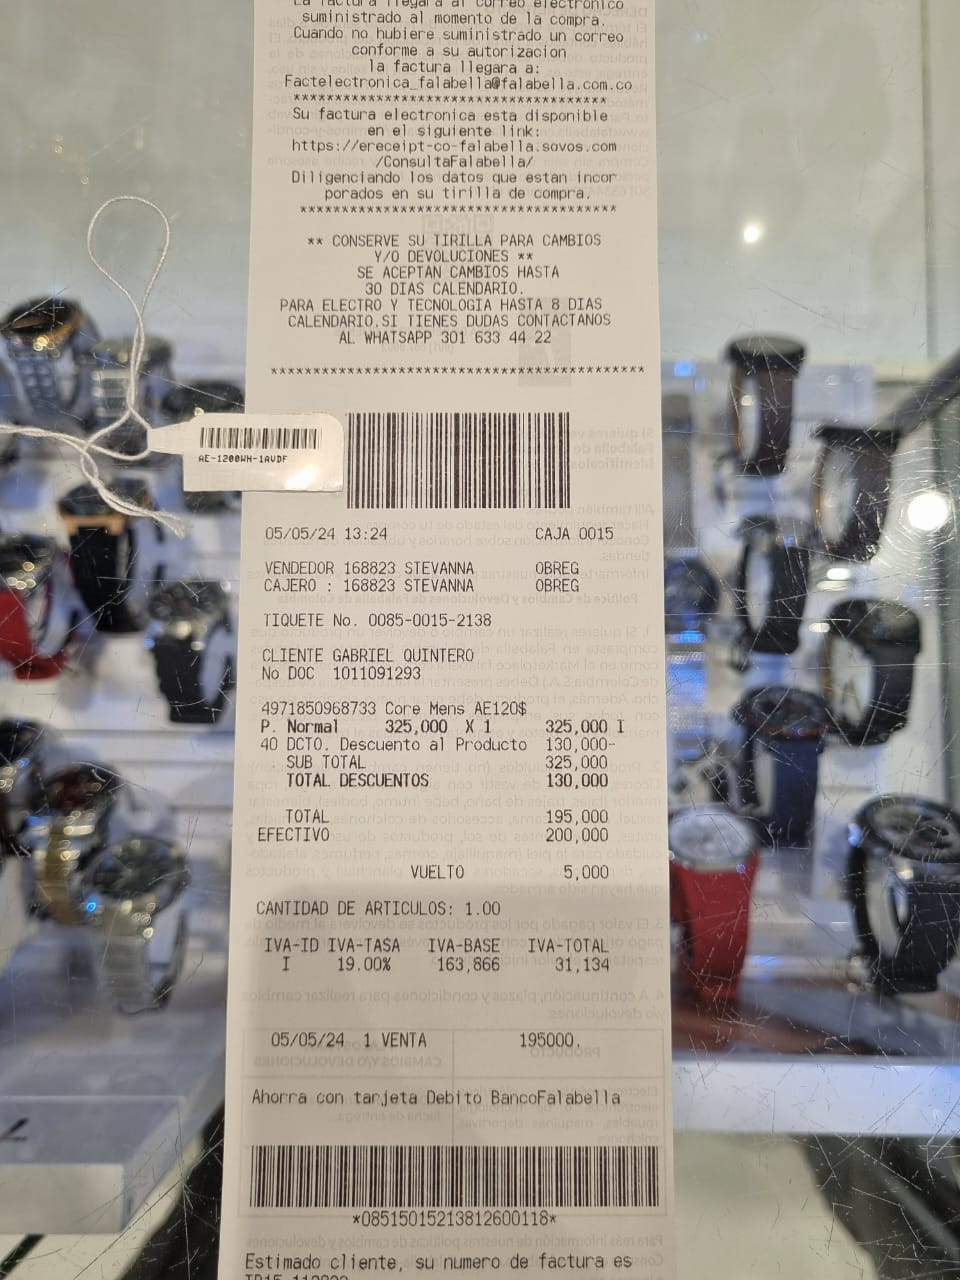 La factura llegara al correo electronico
suministrado al momento de la compra.
Cuando no hubiere suministrado un correo
conforme a su autorizacion
la factura llegara a:
Factelectronica_falabella@falabella.com.co
****************************************
Su factura electronica esta disponible
en el siguiente link:
https://ereceipt-co-falabella.sovos.com
/ConsultaFalabella/
Diligenciando los datos que estan incor
porados en su tirilla de compra.
****************************************
** CONSERVE SU TIRILLA PARA CAMBIOS
Y/O DEVOLUCIONES **
SE ACEPTAN CAMBIOS HASTA
30 DIAS CALENDARIO.
PARA ELECTRO Y TECNOLOGIA HASTA 8 DIAS
CALENDARIO.SI TIENES DUDAS CONTACTANOS
AL WHATSAPP 301 633 44 22
************************************************
AE-1200WH-1AVDF
05/05/24 13:24 CAJA 0015
VENDEDOR 168823 STEVANNA OBREG
CAJERO : 168823 STEVANNA OBREG
TIQUETE No. 0085-0015-2138
CLIENTE GABRIEL QUINTERO
No DOC 1011091293
4971850968733 Core Mens AE120$
P. Normal 325,000 X 1 325,000 I
40 DCTO. Descuento al Producto 130,000-
SUB TOTAL 325,000
TOTAL DESCUENTOS 130,000
TOTAL 195,000
EFECTIVO 200,000
VUELTO 5,000
CANTIDAD DE ARTICULOS: 1.00
IVA-ID IVA-TASA IVA-BASE IVA-TOTAL
I 19.00% 163,866 31,134
05/05/24 1 VENTA 195000.
Ahorra con tarjeta Debito BancoFalabella
*08515015213812600118*
Estimado cliente, su numero de factura es